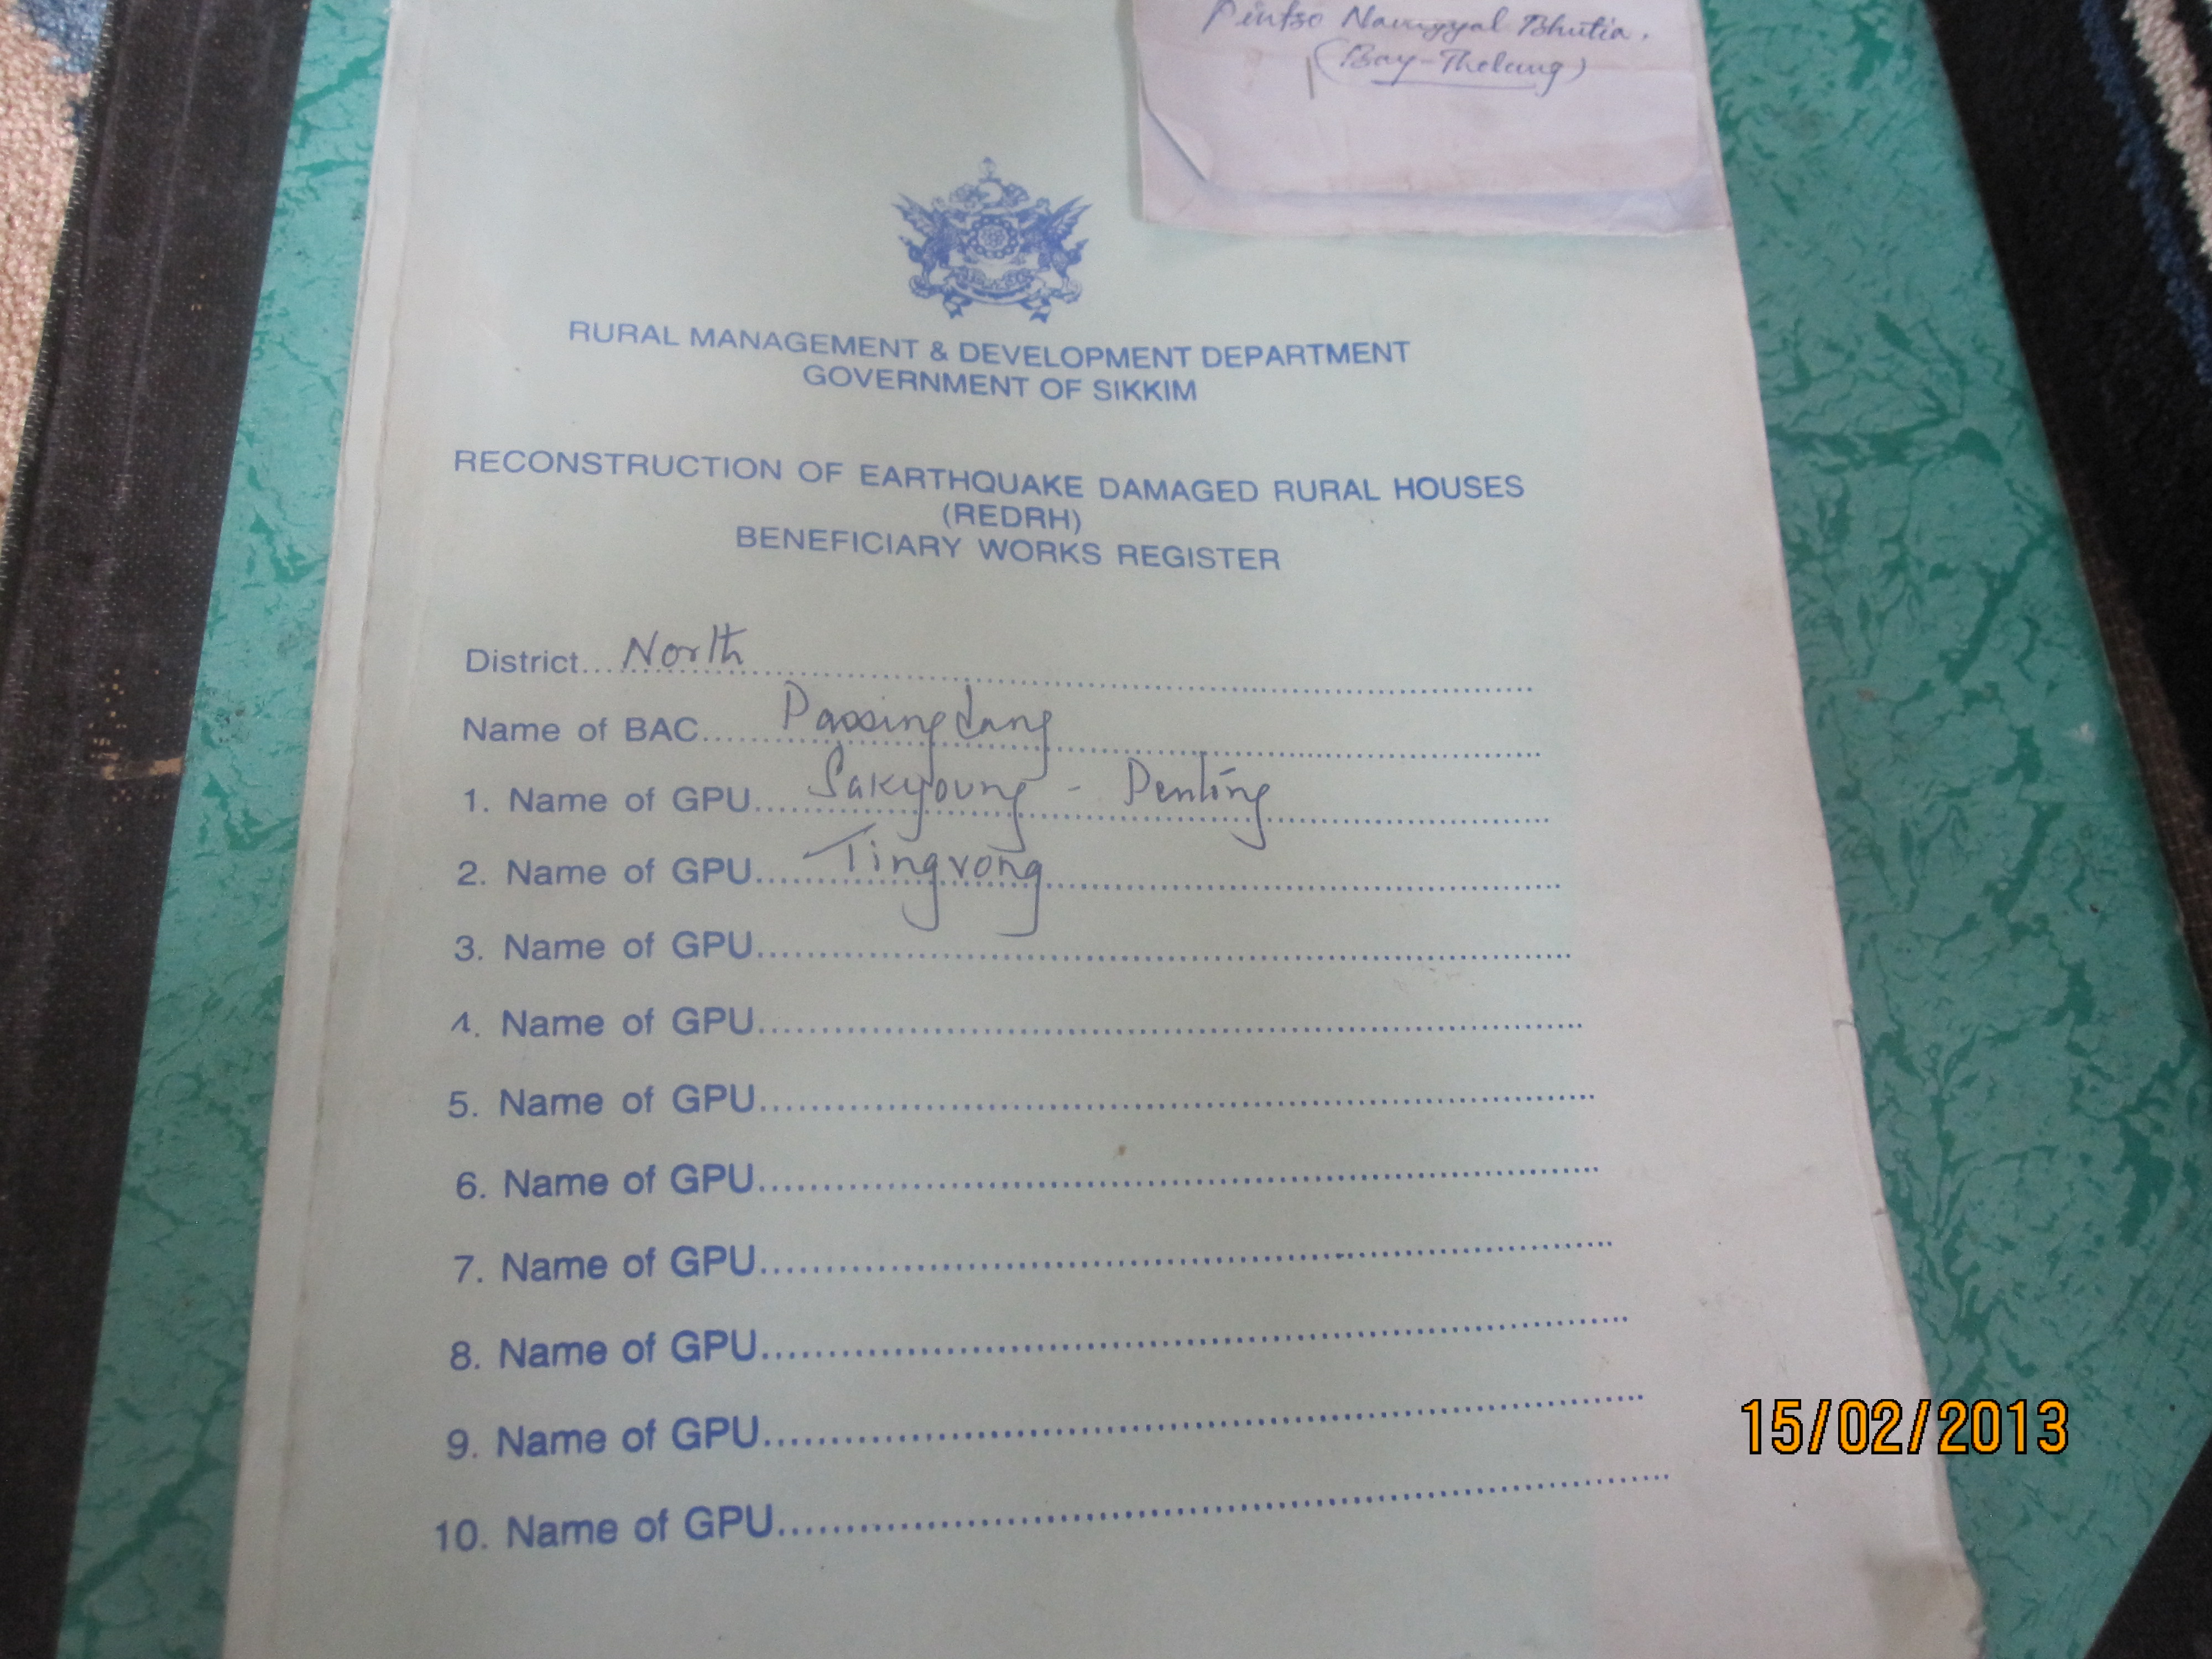 Pintso Namgyal Bhutia.
(Bay-Thelung)
RURAL MANAGEMENT & DEVELOPMENT DEPARTMENT
GOVERNMENT OF SIKKIM
RECONSTRUCTION OF EARTHQUAKE DAMAGED RURAL HOUSES
(REDRH)
BENEFICIARY WORKS REGISTER
District... North
Name of BAC... Passingdang
1. Name of GPU... Sakyoung - Penting
2. Name of GPU... Tingvong
3. Name of GPU...
4. Name of GPU...
5. Name of GPU...
6. Name of GPU...
7. Name of GPU...
8. Name of GPU...
9. Name of GPU...
10. Name of GPU...
15/02/2013